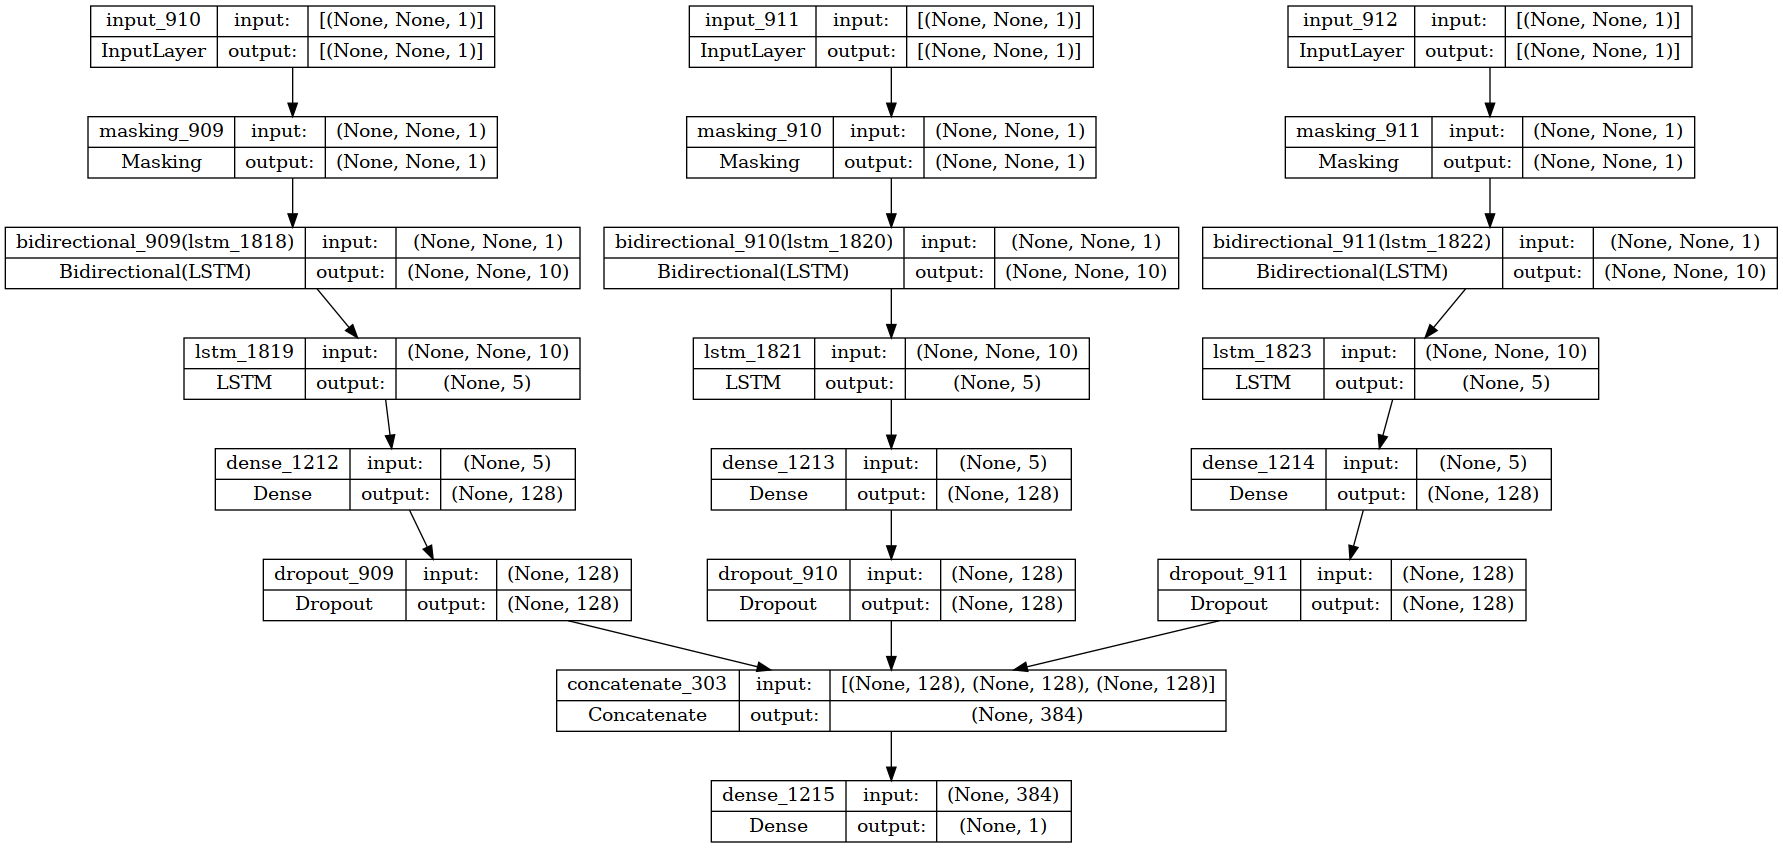 input_910 input: [(None, None, 1)]
InputLayer output: [(None, None, 1)]
input_911 input: [(None, None, 1)]
InputLayer output: [(None, None, 1)]
input_912 input: [(None, None, 1)]
InputLayer output: [(None, None, 1)]
masking_909 input: (None, None, 1)
Masking output: (None, None, 1)
masking_910 input: (None, None, 1)
Masking output: (None, None, 1)
masking_911 input: (None, None, 1)
Masking output: (None, None, 1)
bidirectional_909(lstm_1818) input: (None, None, 1)
Bidirectional(LSTM) output: (None, None, 10)
bidirectional_910(lstm_1820) input: (None, None, 1)
Bidirectional(LSTM) output: (None, None, 10)
bidirectional_911(lstm_1822) input: (None, None, 1)
Bidirectional(LSTM) output: (None, None, 10)
lstm_1819 input: (None, None, 10)
LSTM output: (None, 5)
lstm_1821 input: (None, None, 10)
LSTM output: (None, 5)
lstm_1823 input: (None, None, 10)
LSTM output: (None, 5)
dense_1212 input: (None, 5)
Dense output: (None, 128)
dense_1213 input: (None, 5)
Dense output: (None, 128)
dense_1214 input: (None, 5)
Dense output: (None, 128)
dropout_909 input: (None, 128)
Dropout output: (None, 128)
dropout_910 input: (None, 128)
Dropout output: (None, 128)
dropout_911 input: (None, 128)
Dropout output: (None, 128)
concatenate_303 input: [(None, 128), (None, 128), (None, 128)]
Concatenate output: (None, 384)
dense_1215 input: (None, 384)
Dense output: (None, 1)